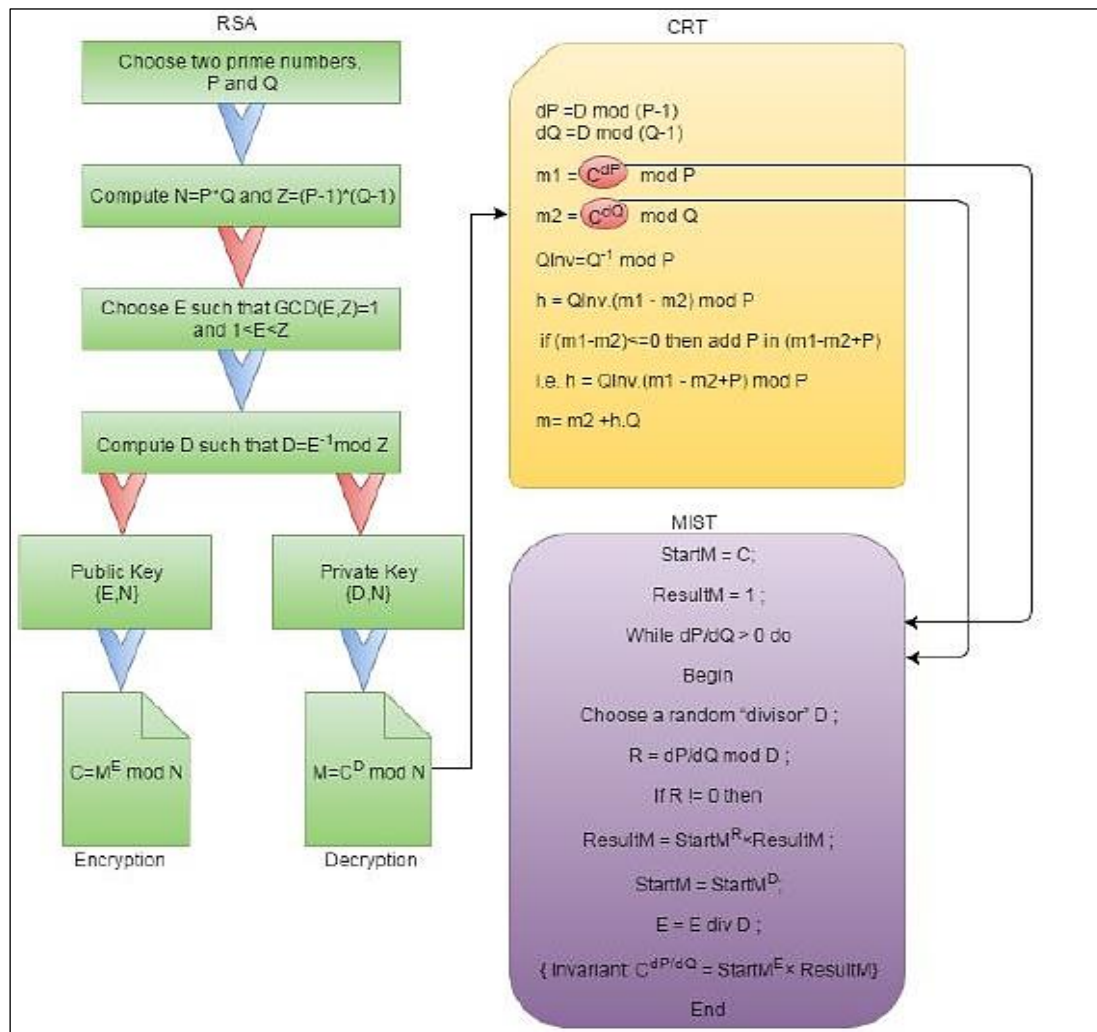 RSA
Choose two prime numbers,
P and Q
Compute N=P*Q and Z=(P-1)*(Q-1)
Choose E such that GCD(E,Z)=1
and 1<E<Z
Compute D such that D=E⁻¹mod Z
Public Key
{E,N}
Private Key
{D,N}
C=Mᴱ mod N
M=Cᴰ mod N
Encryption
Decryption
CRT
dP =D mod (P-1)
dQ =D mod (Q-1)
m1 = C^dP mod P
m2 = C^dQ mod Q
QInv=Q⁻¹ mod P
h = QInv.(m1 - m2) mod P
if (m1-m2)<=0 then add P in (m1-m2+P)
i.e. h = QInv.(m1 - m2+P) mod P
m= m2 +h.Q
MIST
StartM = C;
ResultM = 1 ;
While dP/dQ > 0 do
Begin
Choose a random “divisor” D ;
R = dP/dQ mod D ;
If R != 0 then
ResultM = StartMᴿ×ResultM ;
StartM = StartMᴰ;
E = E div D ;
{ Invariant: C^dP/dQ = StartMᴱ× ResultM}
End